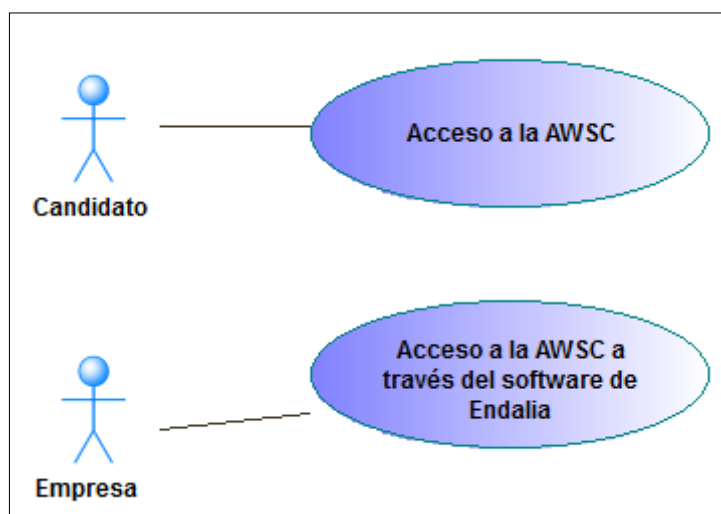 Acceso a la AWSC
Candidato
Acceso a la AWSC a
través del software de
Endalia
Empresa